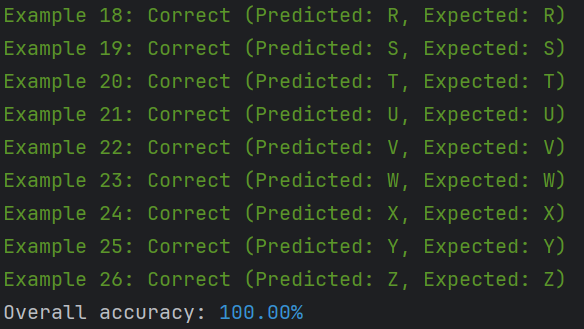 Example 18: Correct (Predicted: R, Expected: R)
Example 19: Correct (Predicted: S, Expected: S)
Example 20: Correct (Predicted: T, Expected: T)
Example 21: Correct (Predicted: U, Expected: U)
Example 22: Correct (Predicted: V, Expected: V)
Example 23: Correct (Predicted: W, Expected: W)
Example 24: Correct (Predicted: X, Expected: X)
Example 25: Correct (Predicted: Y, Expected: Y)
Example 26: Correct (Predicted: Z, Expected: Z)
Overall accuracy: 100.00%